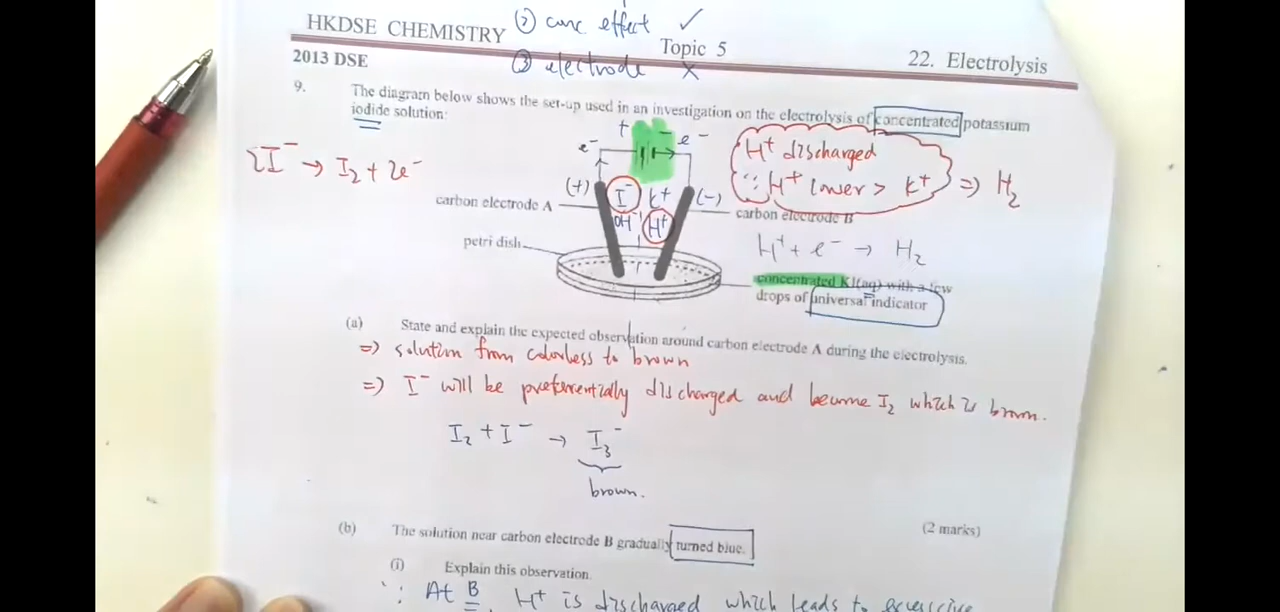 ② conc effect ✓
HKDSE CHEMISTRY
Topic 5
22. Electrolysis
③ electrode ×
2013 DSE
9. The diagram below shows the set-up used in an investigation on the electrolysis of concentrated potassium
iodide solution:
+ − e⁻
e⁻
H⁺ discharged
∵ H⁺ lower > K⁺ ⇒ H₂
2I⁻ → I₂ + 2e⁻
(+) I⁻ K⁺ (−)
carbon electrode A
carbon electrode B
OH⁻ H⁺
H⁺ + e⁻ → H₂
petri dish
concentrated KI(aq) with a few
drops of universal indicator
(a) State and explain the expected observation around carbon electrode A during the electrolysis.
⇒ solution from colorless to brown
⇒ I⁻ will be preferentially discharged and become I₂ which is brown.
I₂ + I⁻ → I₃⁻
brown.
(2 marks)
(b) The solution near carbon electrode B gradually turned blue.
(i) Explain this observation.
∵ At B, H⁺ is discharged which leads to excessive